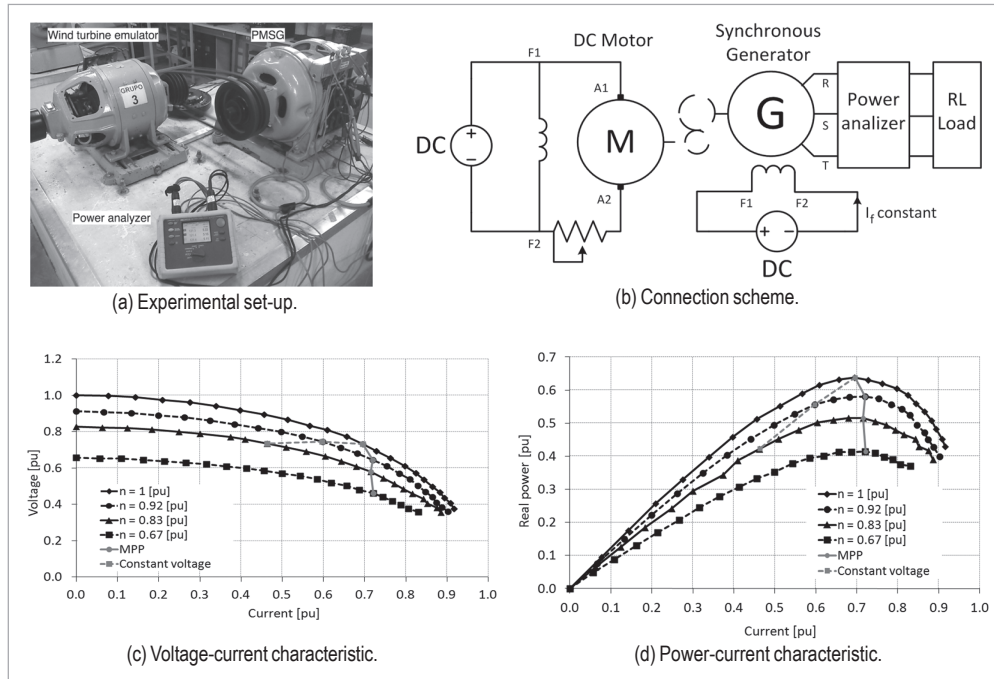 Wind turbine emulator
PMSG
GRUPO
3
Power analyzer
(a) Experimental set-up.
DC Motor
Synchronous
Generator
F1
A1
R
DC
M
G
S
Power
analizer
RL
Load
T
A2
F1
F2
If constant
F2
DC
(b) Connection scheme.
Voltage [pu]
1.2
1.0
0.8
0.6
0.4
0.2
0.0
n = 1 [pu]
n = 0.92 [pu]
n = 0.83 [pu]
n = 0.67 [pu]
MPP
Constant voltage
0.0 0.1 0.2 0.3 0.4 0.5 0.6 0.7 0.8 0.9 1.0
Current [pu]
(c) Voltage-current characteristic.
Real power [pu]
0.7
0.6
0.5
0.4
0.3
0.2
0.1
0.0
n = 1 [pu]
n = 0.92 [pu]
n = 0.83 [pu]
n = 0.67 [pu]
MPP
Constant voltage
0.0 0.1 0.2 0.3 0.4 0.5 0.6 0.7 0.8 0.9 1.0
Current [pu]
(d) Power-current characteristic.